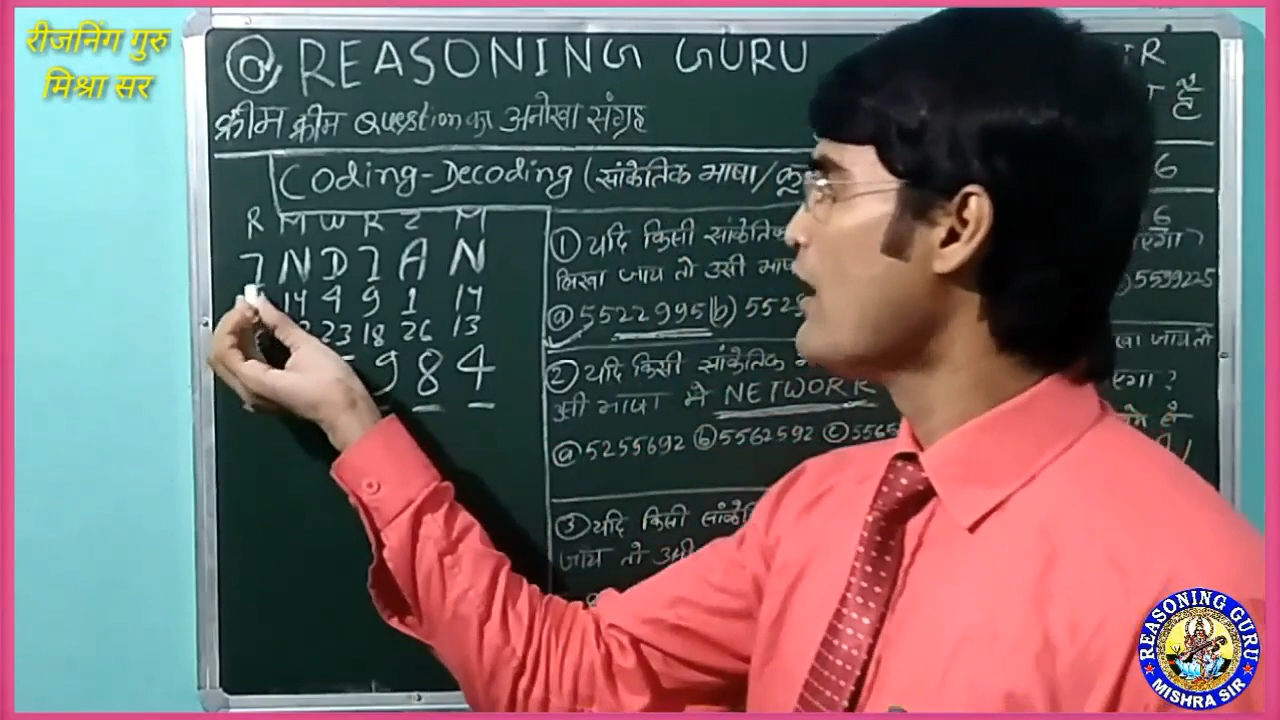 रीजनिंग गुरु
मिश्रा सर
@ REASONING GURU
क्रीम क्रीम Question का अनोखा संग्रह
है
Coding-Decoding (सांकेतिक भाषा/
6
R M W R Z M
I N D I A N
14 4 9 1 14
23 18 26 13
9 8 4
① यदि किसी सांकेतिक
लिखा जाय तो उसी
(a) 5522995 (b) 552
5599225
② यदि किसी सांकेतिक
जाय तो
उसी भाषा में NETWORK
(a) 5255692 (b) 5562592 (c) 5565
③ यदि किसी
जाय तो उसी
REASONING GURU
MISHRA SIR